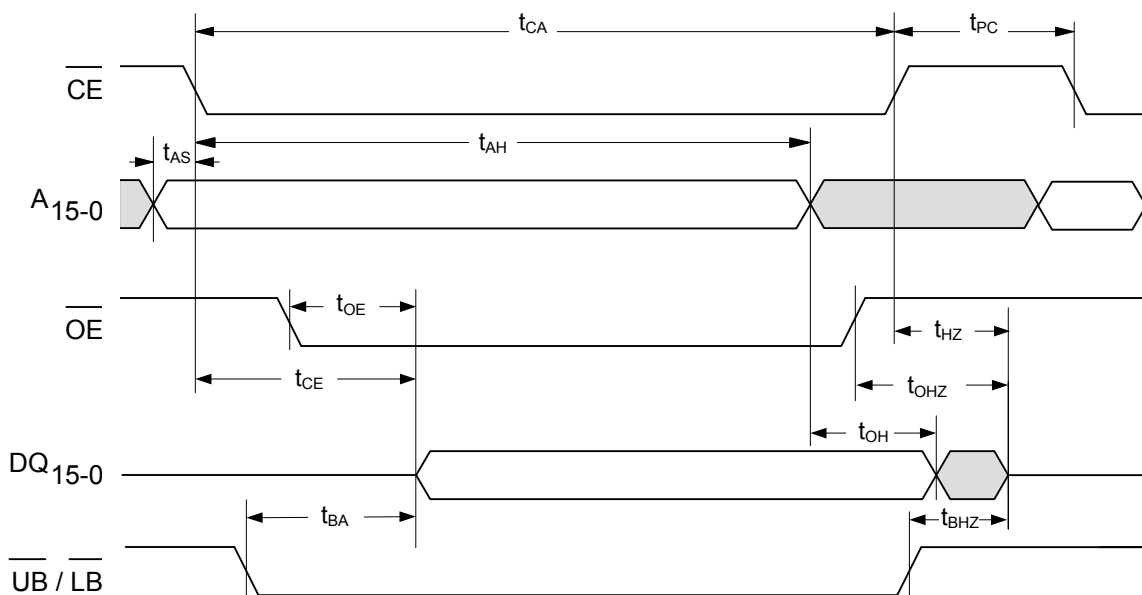 tCA
tPC
CE
tAS
tAH
A15-0
OE
tOE
tHZ
tCE
tOHZ
tOH
DQ15-0
tBA
tBHZ
UB / LB